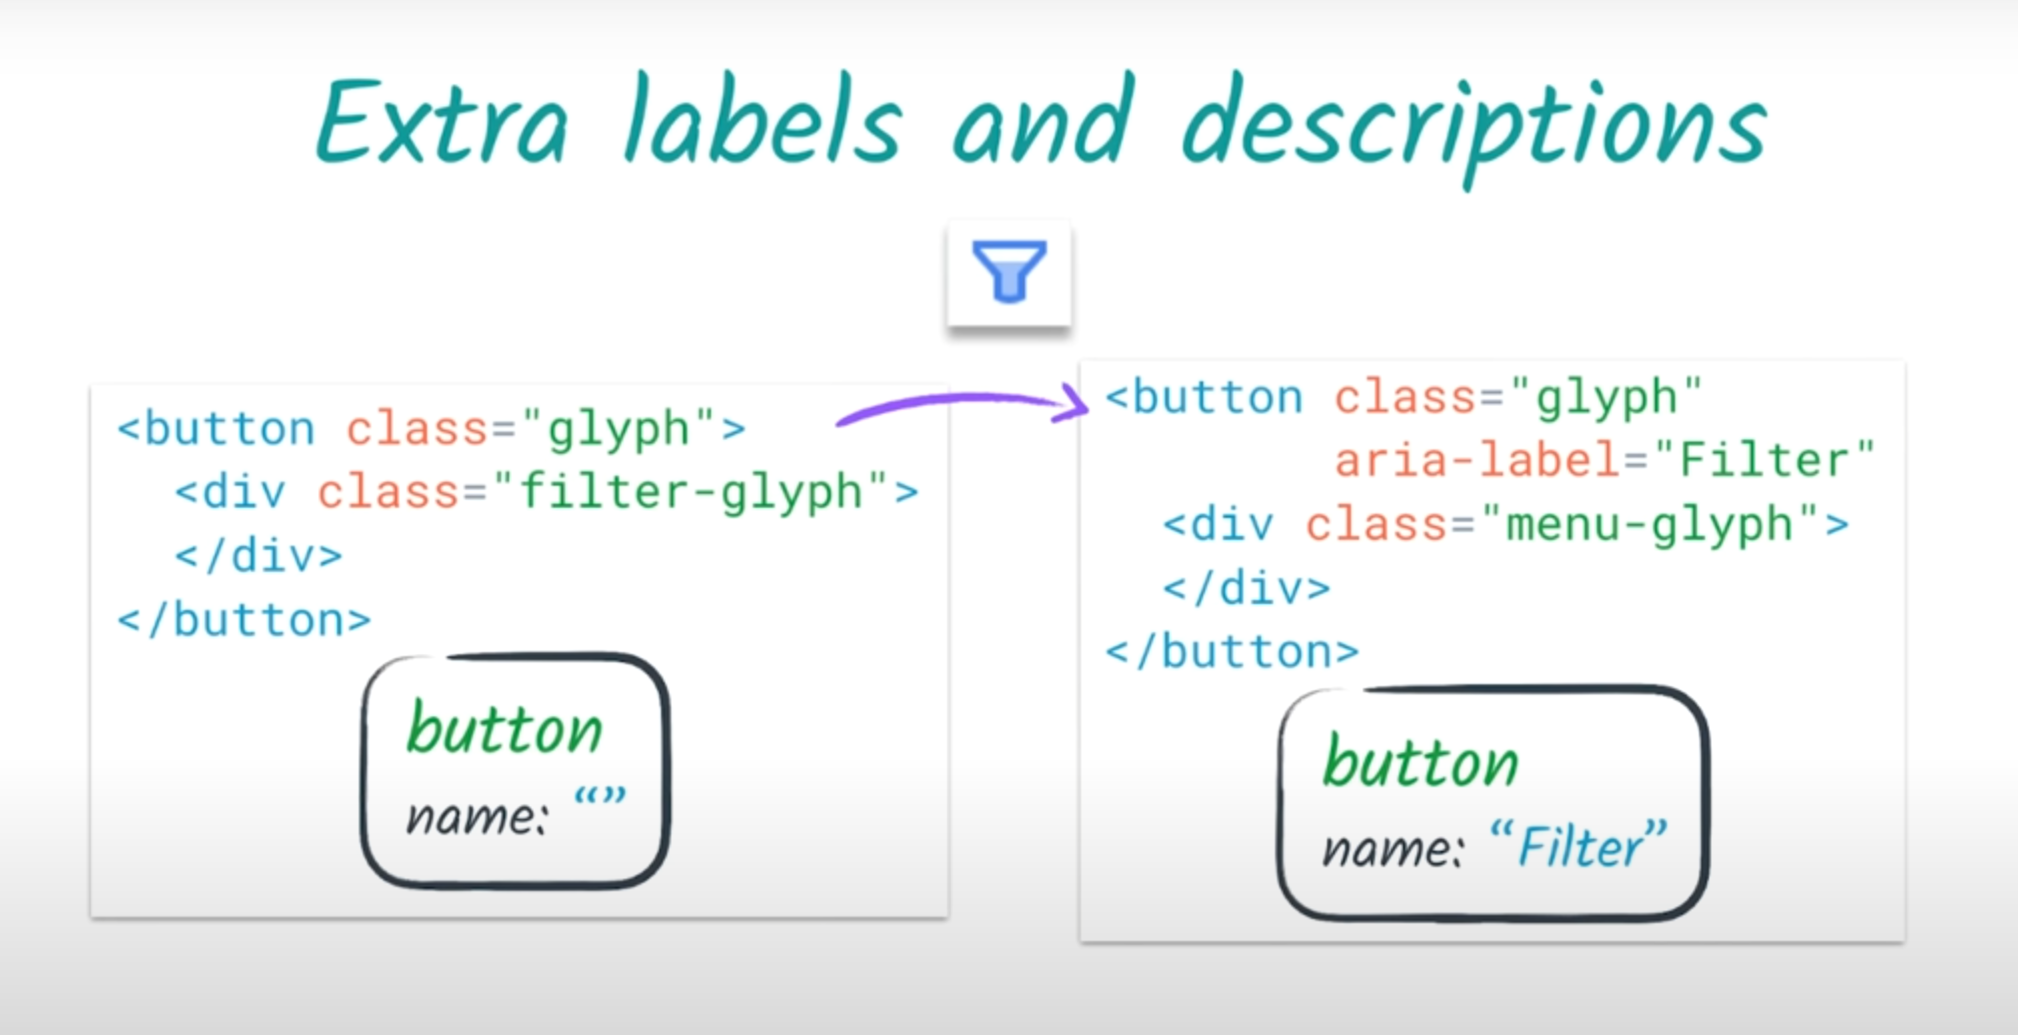 Extra labels and descriptions
<button class="glyph">
<div class="filter-glyph">
</div>
</button>
button
name: “”
<button class="glyph"
aria-label="Filter"
<div class="menu-glyph">
</div>
</button>
button
name: “Filter”